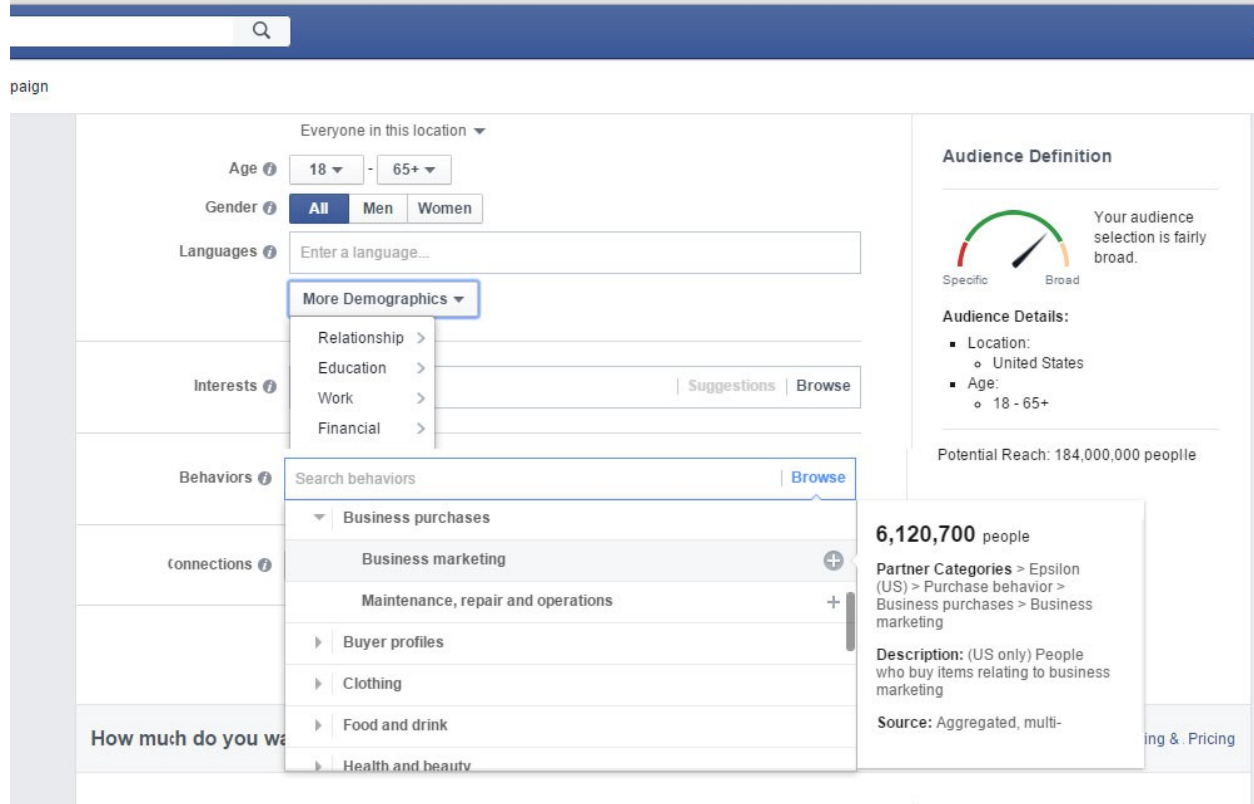 paign
Everyone in this location
Age
18 - 65+
Gender
All Men Women
Languages
Enter a language...
More Demographics
Relationship
Education
Work
Financial
Interests
Suggestions | Browse
Behaviors
Search behaviors | Browse
Business purchases
Business marketing
Maintenance, repair and operations
Buyer profiles
Clothing
Food and drink
Health and beauty
Connections
How much do you wa
Audience Definition
Your audience
selection is fairly
broad.
Specific Broad
Audience Details:
Location:
United States
Age:
18 - 65+
Potential Reach: 184,000,000 peoplle
6,120,700 people
Partner Categories > Epsilon
(US) > Purchase behavior >
Business purchases > Business
marketing
Description: (US only) People
who buy items relating to business
marketing
Source: Aggregated, multi-
ing & . Pricing